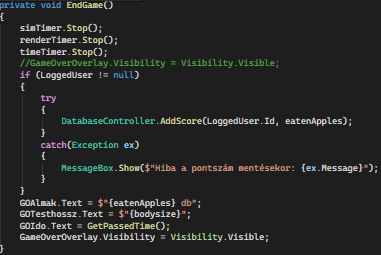 private void EndGame()
{
simTimer.Stop();
renderTimer.Stop();
timeTimer.Stop();
//GameOverOverlay.Visibility = Visibility.Visible;
if (LoggedUser != null)
{
try
{
DatabaseController.AddScore(LoggedUser.Id, eatenApples);
}
catch(Exception ex)
{
MessageBox.Show($"Hiba a pontszám mentésekor: {ex.Message}");
}
}
GOAlmak.Text = $"{eatenApples} db";
GOTesthossz.Text = $"{bodysize}";
GOIdo.Text = GetPassedTime();
GameOverOverlay.Visibility = Visibility.Visible;
}